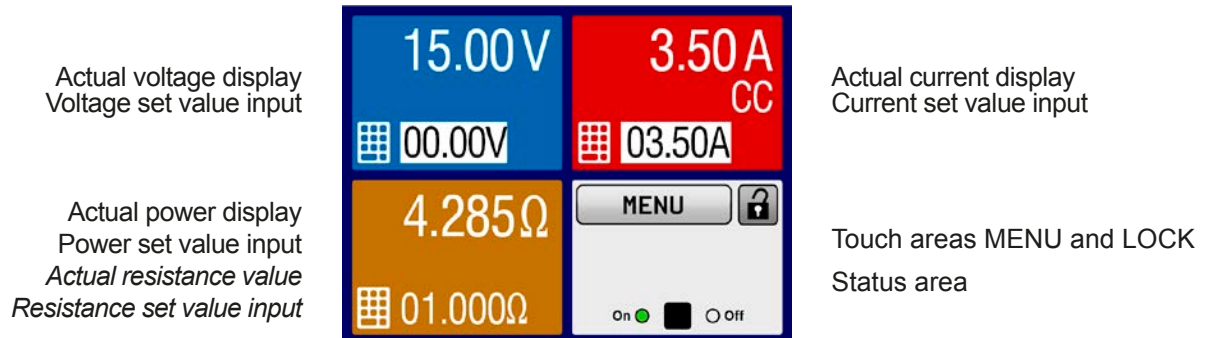 Actual voltage display
Voltage set value input
15.00 V
00.00V
3.50 A
CC
03.50A
Actual current display
Current set value input
Actual power display
Power set value input
Actual resistance value
Resistance set value input
4.285Ω
01.000Ω
MENU
On Off
Touch areas MENU and LOCK
Status area